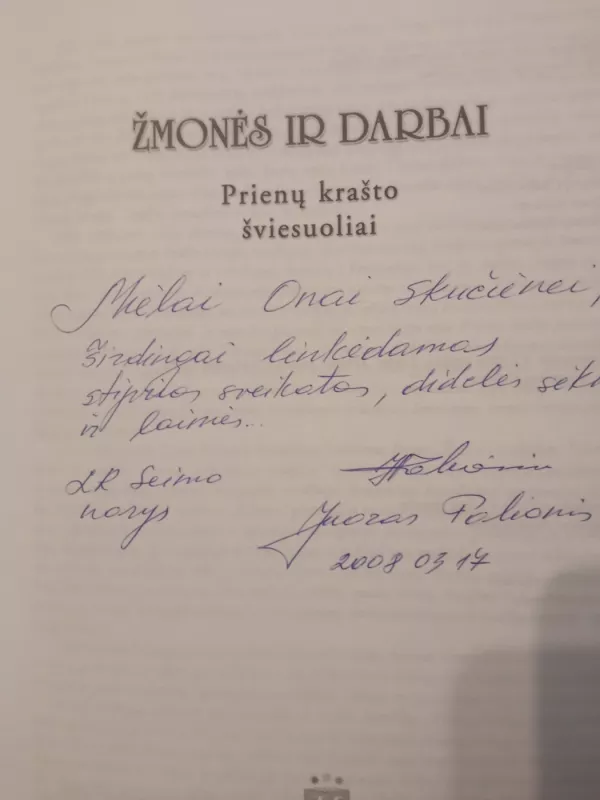 ŽMONĖS IR DARBAI
Prienų krašto
šviesuoliai
Mielai Onai Skučienei,
širdingai linkėdamas
stiprios sveikatos, didelės
ir laimės...
LR Seimo
narys
Juozas Palionis
2008 03 17